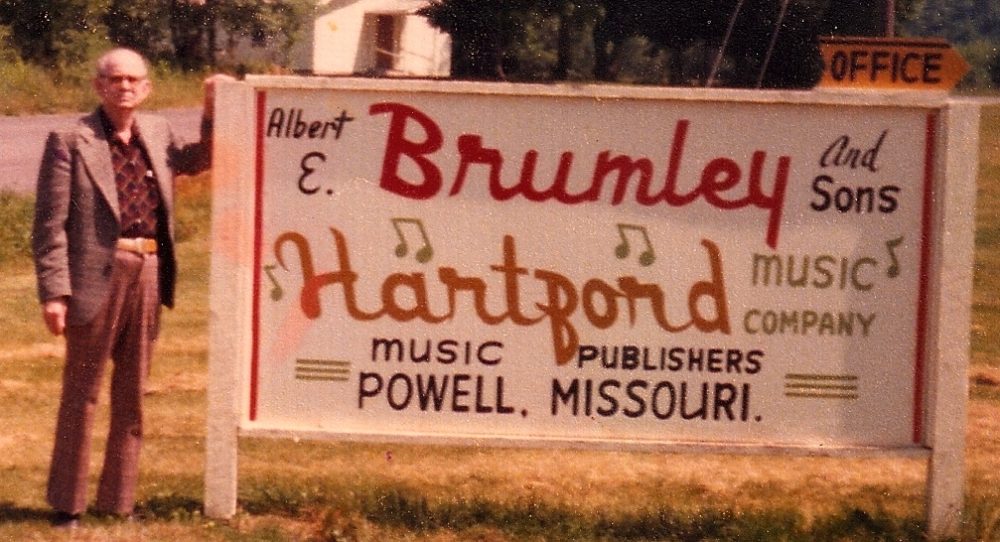 OFFICE
Albert E. Brumley And Sons
Hartford MUSIC COMPANY
MUSIC PUBLISHERS
POWELL. MISSOURI.